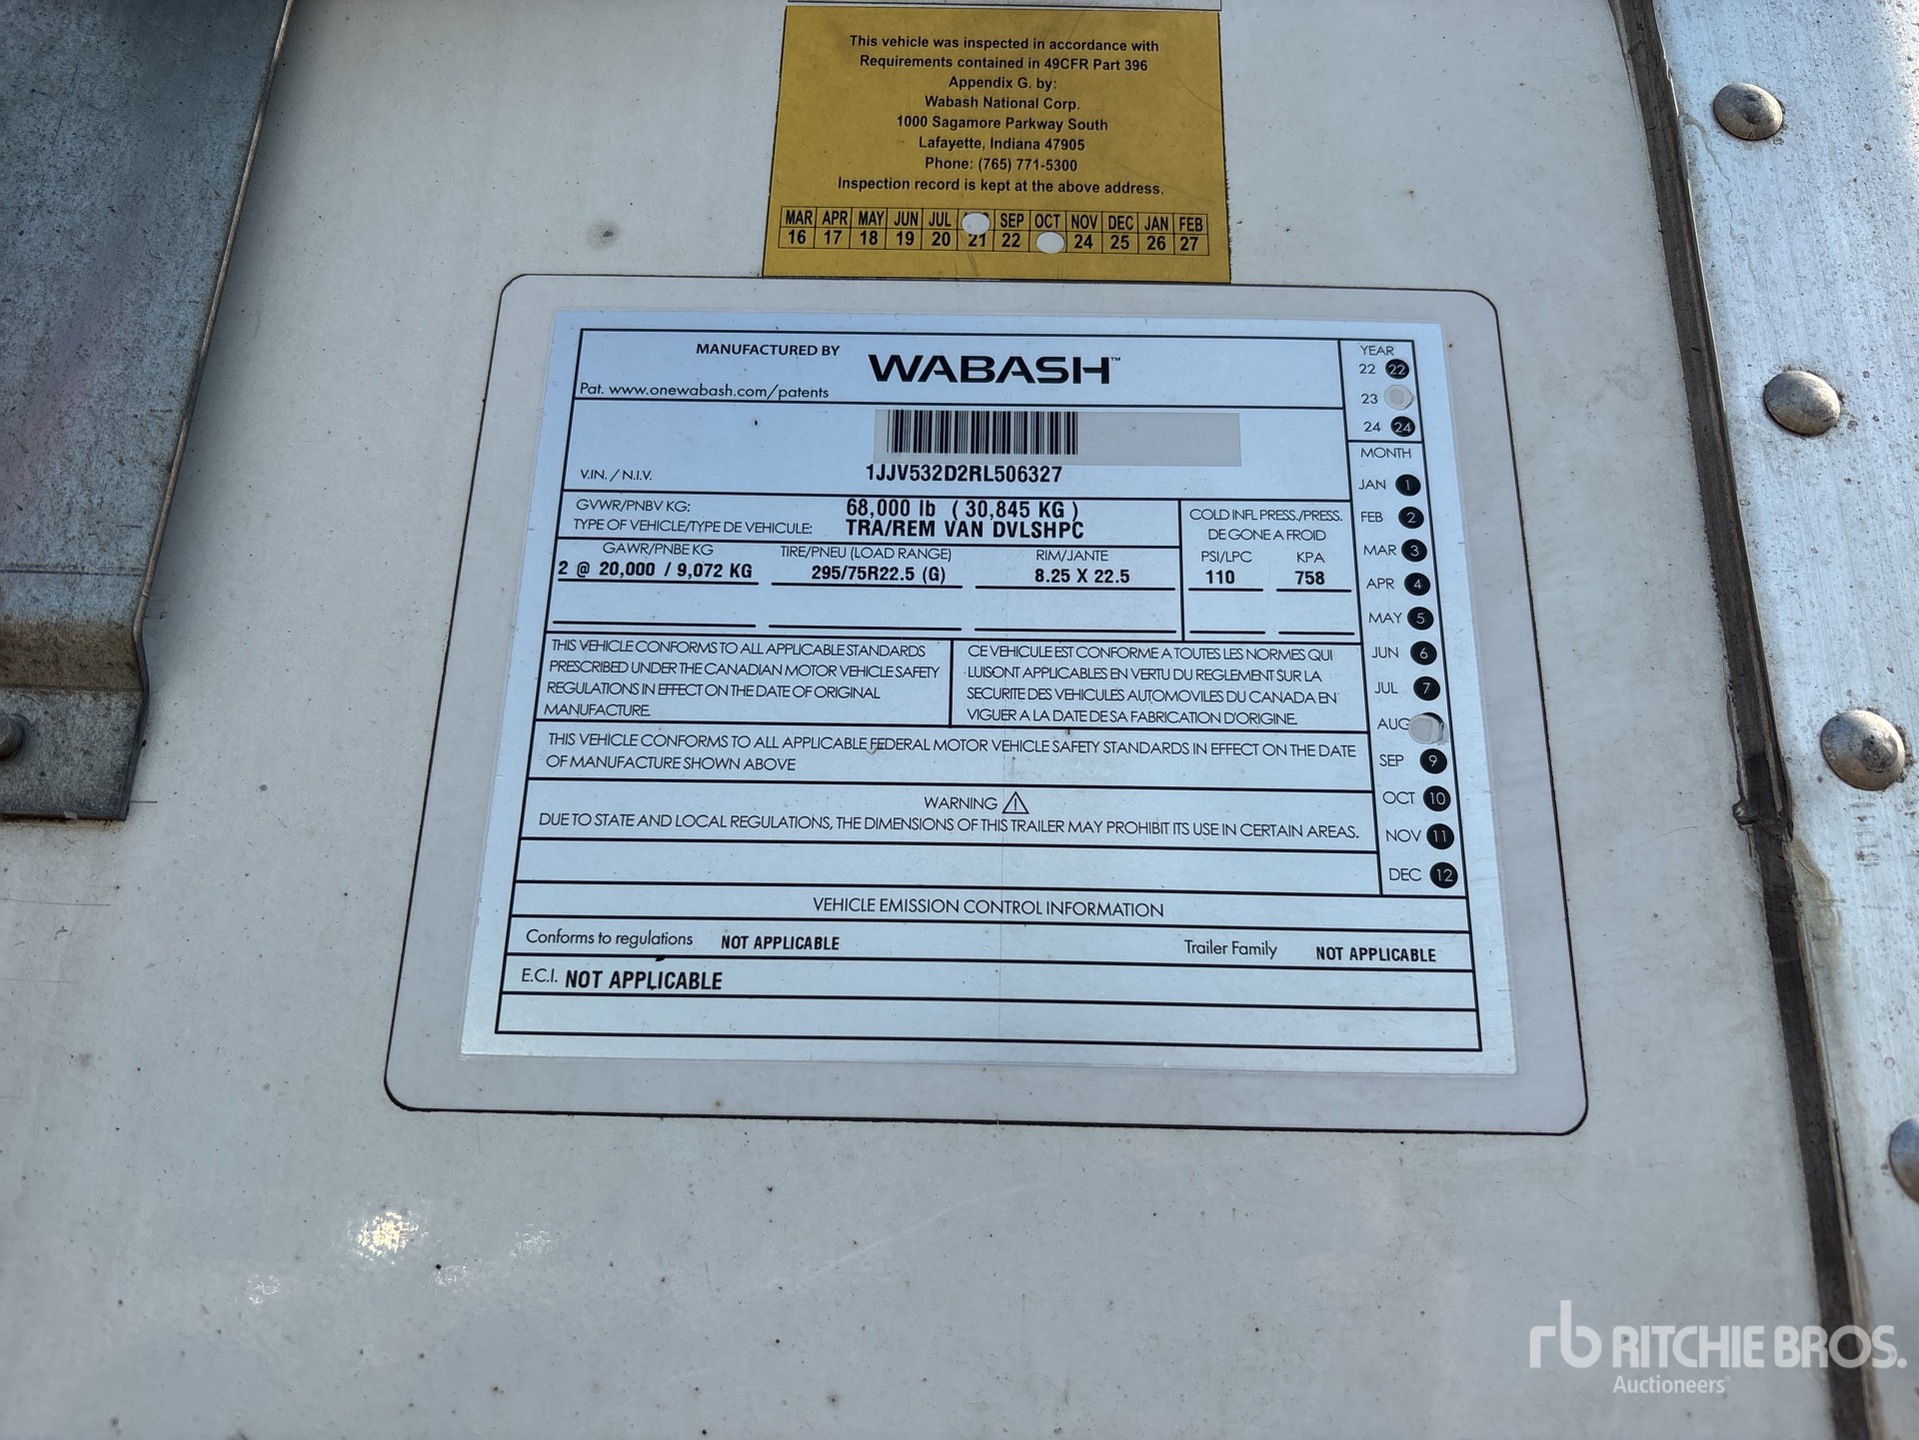 This vehicle was inspected in accordance with
Requirements contained in 49CFR Part 396
Appendix G. by:
Wabash National Corp.
1000 Sagamore Parkway South
Lafayette, Indiana 47905
Phone: (765) 771-5300
Inspection record is kept at the above address.
MAR APR MAY JUN JUL SEP OCT NOV DEC JAN FEB
16 17 18 19 20 21 22 24 25 26 27
MANUFACTURED BY WABASH™
Pat. www.onewabash.com/patents
YEAR
22 22
23
24 24
V.IN. / N.I.V. 1JJV532D2RL506327
GVWR/PNBV KG: 68,000 lb ( 30,845 KG )
TYPE OF VEHICLE/TYPE DE VEHICULE: TRA/REM VAN DVLSHPC
COLD INFL PRESS./PRESS.
DE GONE A FROID
GAWR/PNBE KG TIRE/PNEU (LOAD RANGE) RIM/JANTE PSI/LPC KPA
2 @ 20,000 / 9,072 KG 295/75R22.5 (G) 8.25 X 22.5 110 758
MONTH
JAN 1
FEB 2
MAR 3
APR 4
MAY 5
JUN 6
JUL 7
AUG
SEP 9
OCT 10
NOV 11
DEC 12
THIS VEHICLE CONFORMS TO ALL APPLICABLE STANDARDS
PRESCRIBED UNDER THE CANADIAN MOTOR VEHICLE SAFETY
REGULATIONS IN EFFECT ON THE DATE OF ORIGINAL
MANUFACTURE.
CE VEHICULE EST CONFORME A TOUTES LES NORMES QUI
LUISONT APPLICABLES EN VERTU DU REGLEMENT SUR LA
SECURITE DES VEHICULES AUTOMOVILES DU CANADA EN
VIGUER A LA DATE DE SA FABRICATION D'ORIGINE.
THIS VEHICLE CONFORMS TO ALL APPLICABLE FEDERAL MOTOR VEHICLE SAFETY STANDARDS IN EFFECT ON THE DATE
OF MANUFACTURE SHOWN ABOVE
WARNING
DUE TO STATE AND LOCAL REGULATIONS, THE DIMENSIONS OF THIS TRAILER MAY PROHIBIT ITS USE IN CERTAIN AREAS.
VEHICLE EMISSION CONTROL INFORMATION
Conforms to regulations NOT APPLICABLE Trailer Family NOT APPLICABLE
E.C.I. NOT APPLICABLE
rb RITCHIE BROS.
Auctioneers